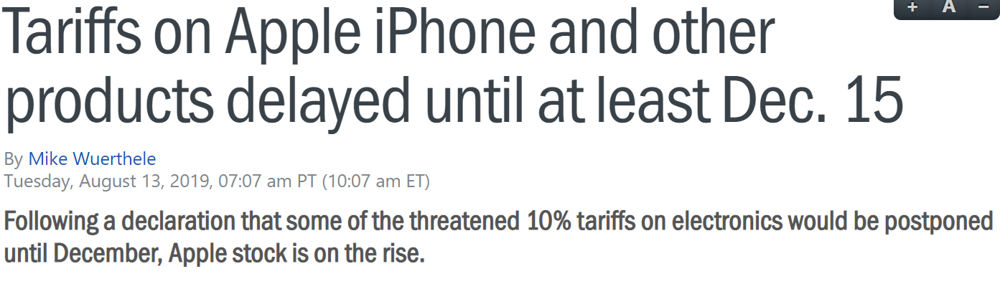 + A −
Tariffs on Apple iPhone and other
products delayed until at least Dec. 15
By Mike Wuerthele
Tuesday, August 13, 2019, 07:07 am PT (10:07 am ET)
Following a declaration that some of the threatened 10% tariffs on electronics would be postponed
until December, Apple stock is on the rise.